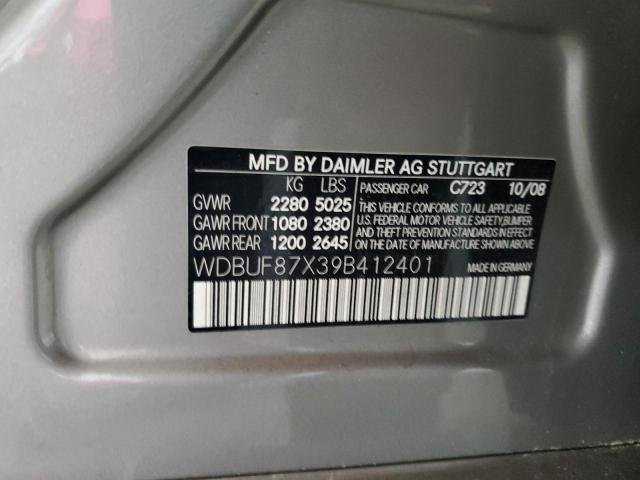 MFD BY DAIMLER AG STUTTGART
KG LBS PASSENGER CAR C723 10/08
GVWR 2280 5025 THIS VEHICLE CONFORMS TO ALL APPLICABLE
GAWR FRONT 1080 2380 U.S. FEDERAL MOTOR VEHICLE SAFETY,BUMPER
AND THEFT PREVENTION STANDARDS IN EFFECT
GAWR REAR 1200 2645 ON THE DATE OF MANUFACTURE SHOWN ABOVE.
WDBUF87X39B412401 MADE IN GERMANY